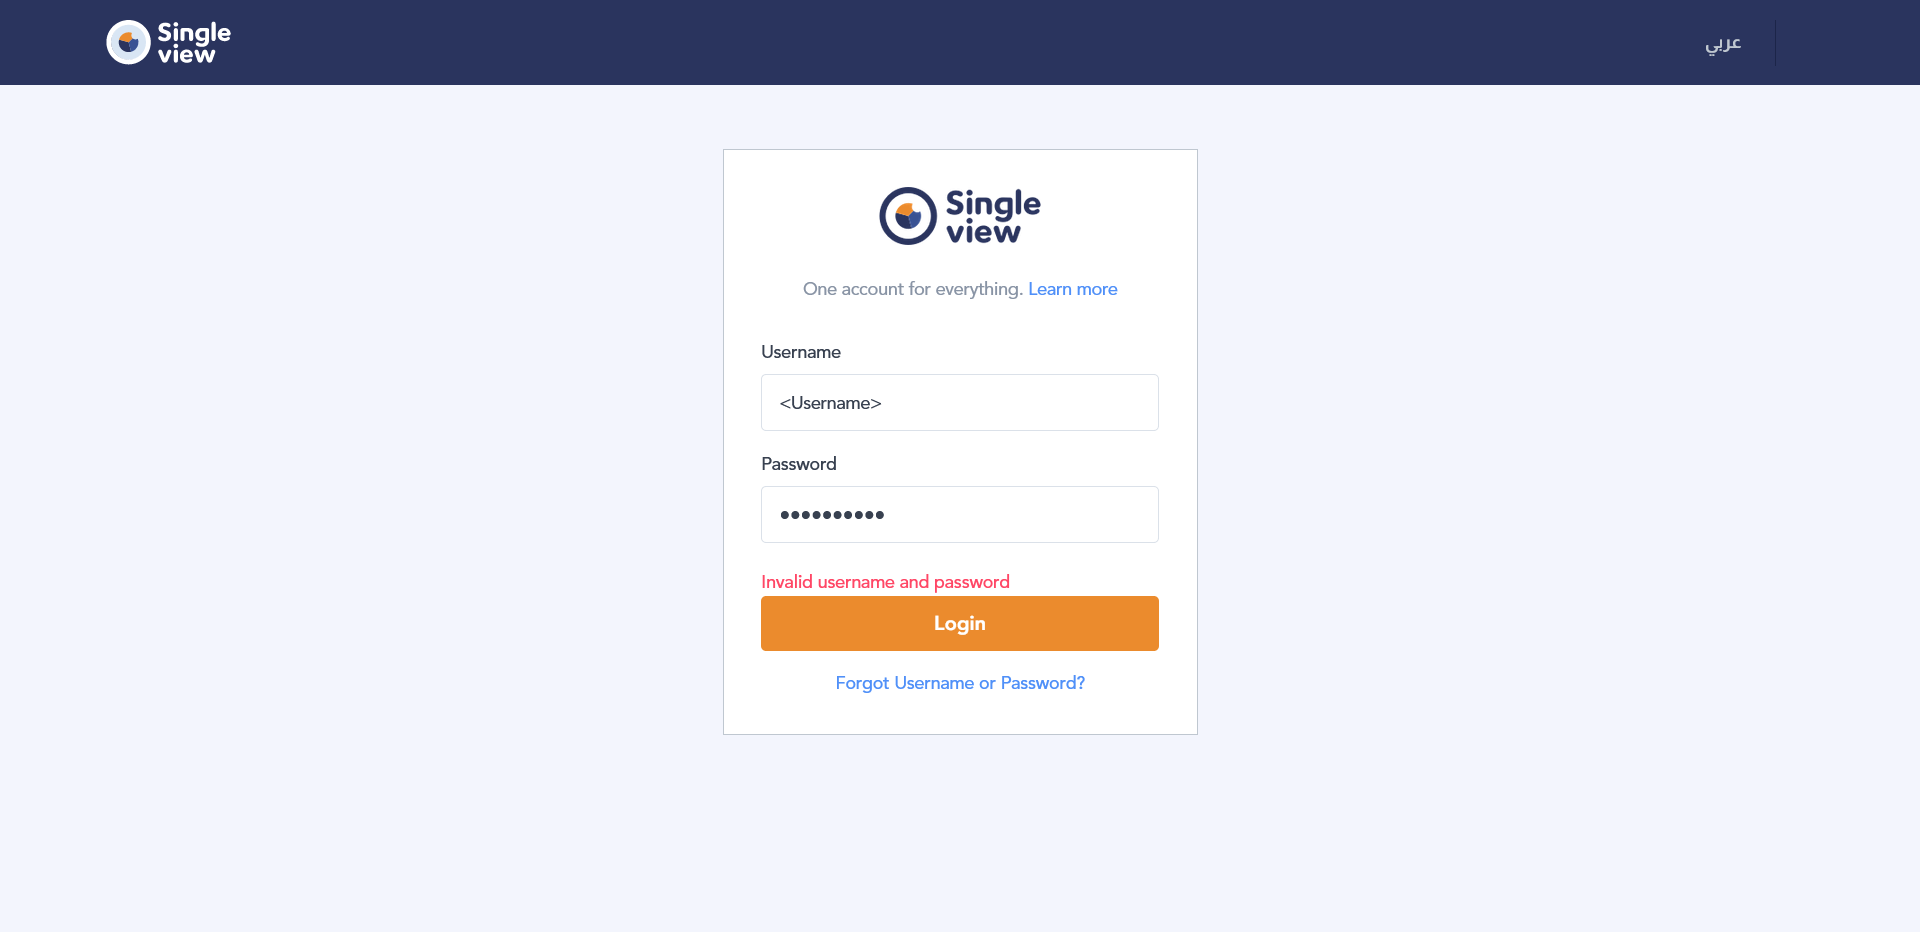 Single
view
عربي
Single
view
One account for everything. Learn more
Username
<Username>
Password
••••••••••
Invalid username and password
Login
Forgot Username or Password?